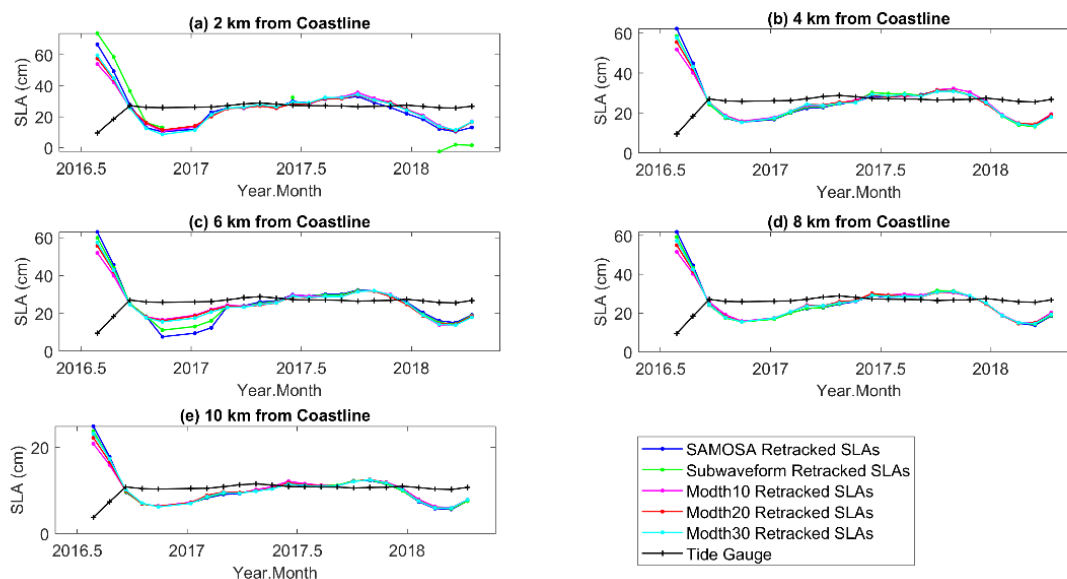 (a) 2 km from Coastline
SLA (cm)
60
40
20
0
2016.5
2017
2017.5
2018
Year.Month
(b) 4 km from Coastline
SLA (cm)
60
40
20
0
2016.5
2017
2017.5
2018
Year.Month
(c) 6 km from Coastline
SLA (cm)
60
40
20
0
2016.5
2017
2017.5
2018
Year.Month
(d) 8 km from Coastline
SLA (cm)
60
40
20
0
2016.5
2017
2017.5
2018
Year.Month
(e) 10 km from Coastline
SLA (cm)
20
0
2016.5
2017
2017.5
2018
Year.Month
SAMOSA Retracked SLAs
Subwaveform Retracked SLAs
Modth10 Retracked SLAs
Modth20 Retracked SLAs
Modth30 Retracked SLAs
Tide Gauge